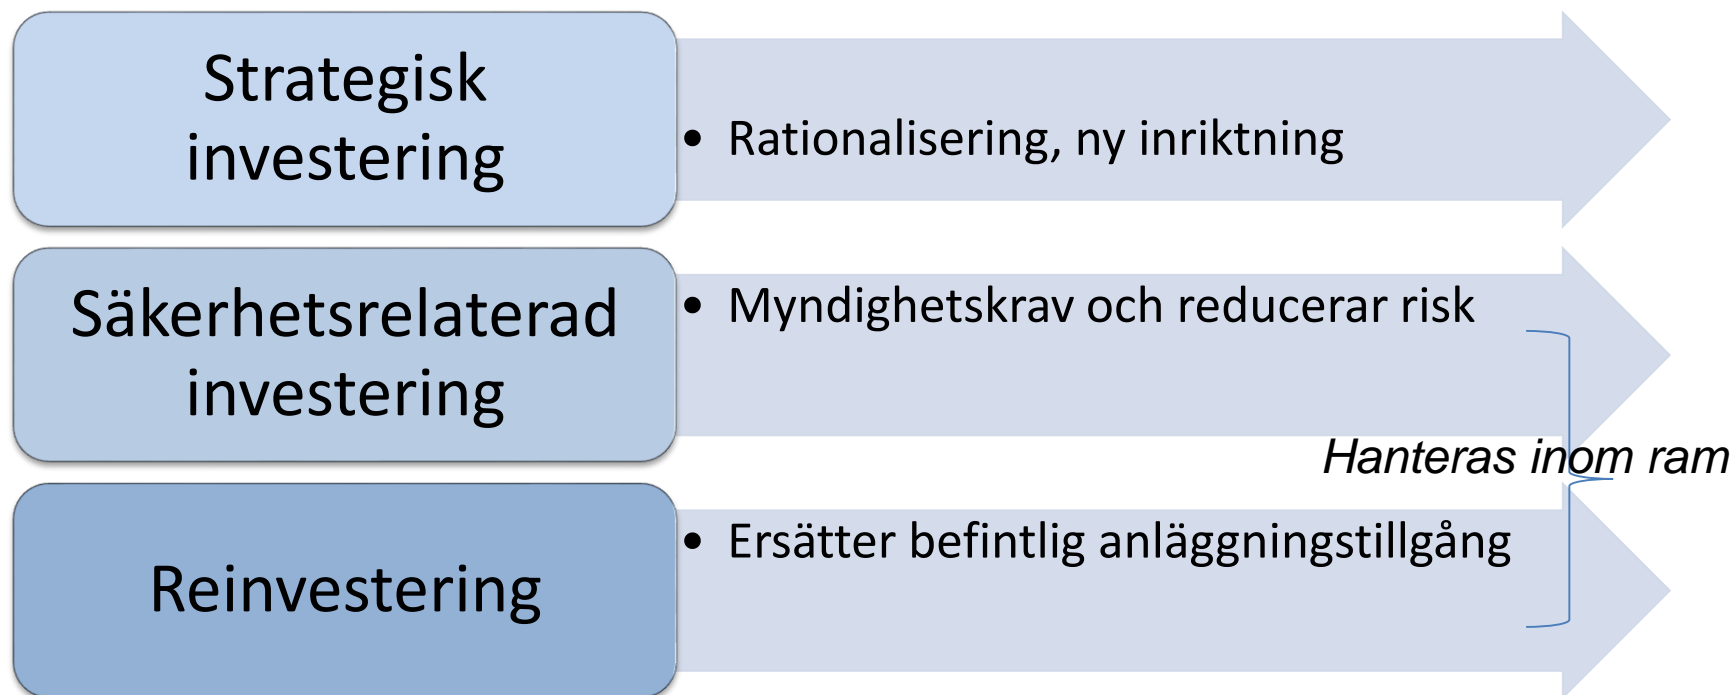 Strategisk
investering
• Rationalisering, ny inriktning
Säkerhetsrelaterad
investering
• Myndighetskrav och reducerar risk
Hanteras inom ram
Reinvestering
• Ersätter befintlig anläggningstillgång